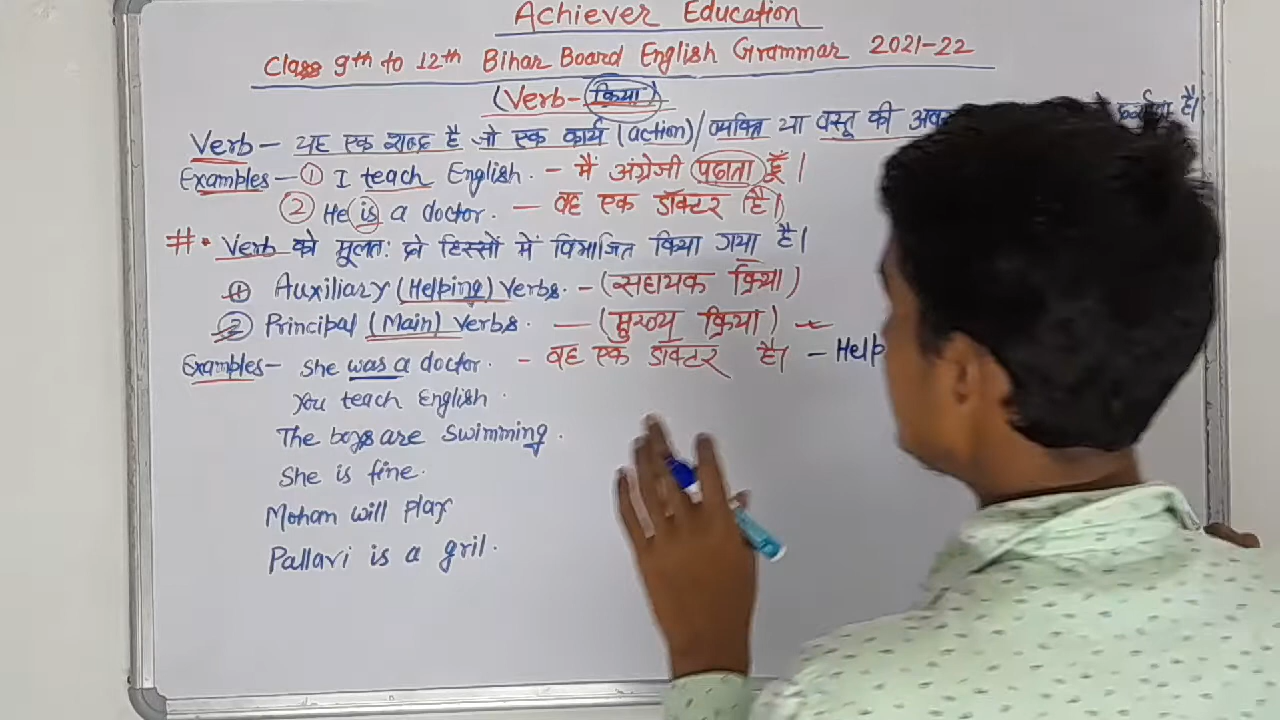 Achiever Education
Class 9th to 12th Bihar Board English Grammar 2021-22
(Verb- क्रिया)
Verb - यह एक शब्द है जो एक कार्य (action) / व्यक्ति या वस्तु की है।
Examples - ① I teach English. - मैं अंग्रेजी पढाता हूँ।
② He is a doctor. - वह एक डॉक्टर है।
# • Verb को मूलत: दो हिस्सों में विभाजित किया गया है।
① Auxiliary (Helping) Verbs. - (सहायक क्रिया)
② Principal (Main) Verbs. - (मुख्य क्रिया)
Examples - She was a doctor. - वह एक डॉक्टर है। - Help
You teach English.
The boys are swimming.
She is fine.
Mohan will play
Pallavi is a gril.